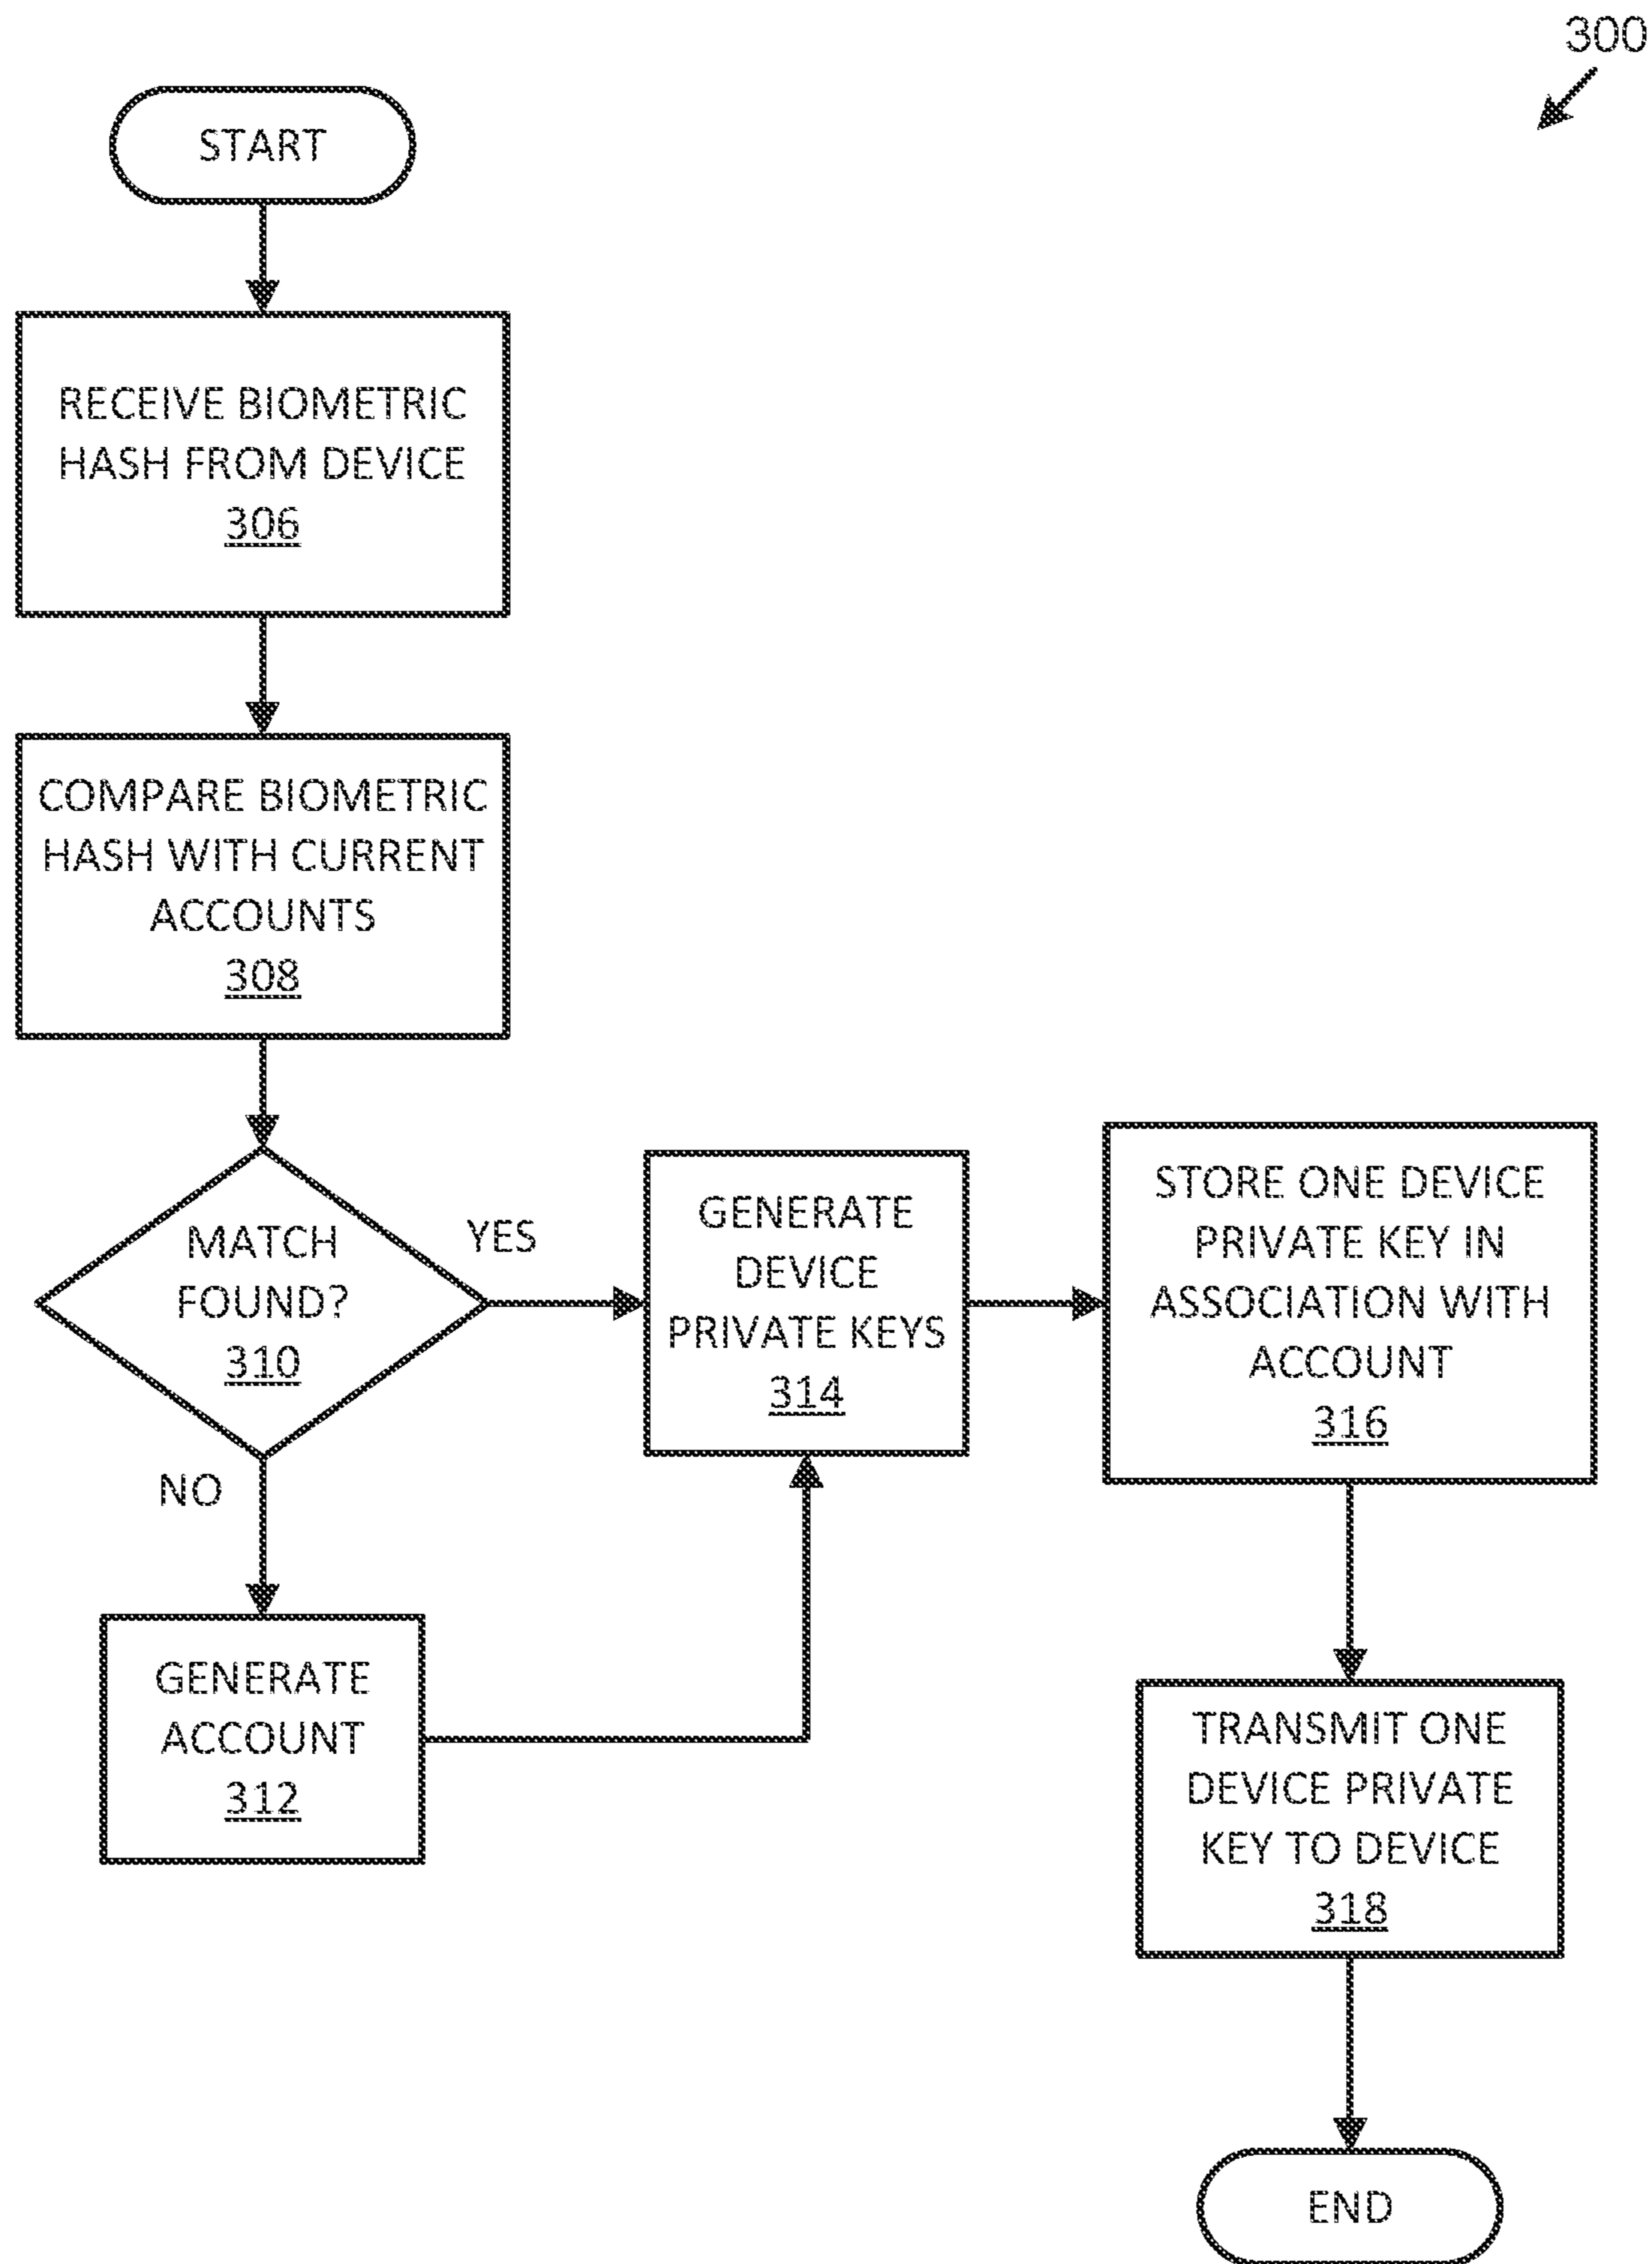 300
START
RECEIVE BIOMETRIC
HASH FROM DEVICE
306
COMPARE BIOMETRIC
HASH WITH CURRENT
ACCOUNTS
308
MATCH
FOUND?
310
YES
NO
GENERATE
ACCOUNT
312
GENERATE
DEVICE
PRIVATE KEYS
314
STORE ONE DEVICE
PRIVATE KEY IN
ASSOCIATION WITH
ACCOUNT
316
TRANSMIT ONE
DEVICE PRIVATE
KEY TO DEVICE
318
END